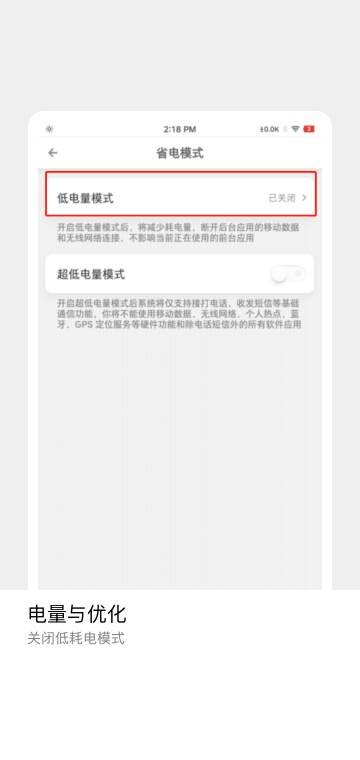 2:18 PM
0.0K
3
省电模式
低电量模式
已关闭
开启低电量模式后，将减少耗电量，断开后台应用的移动数据
和无线网络连接，不影响当前正在使用的前台应用
超低电量模式
开启超低电量模式后系统将仅支持接打电话、收发短信等基础
通信功能，你将不能使用移动数据、无线网络、个人热点、蓝
牙、GPS 定位服务等硬件功能和除电话短信外的所有软件应用
电量与优化
关闭低耗电模式